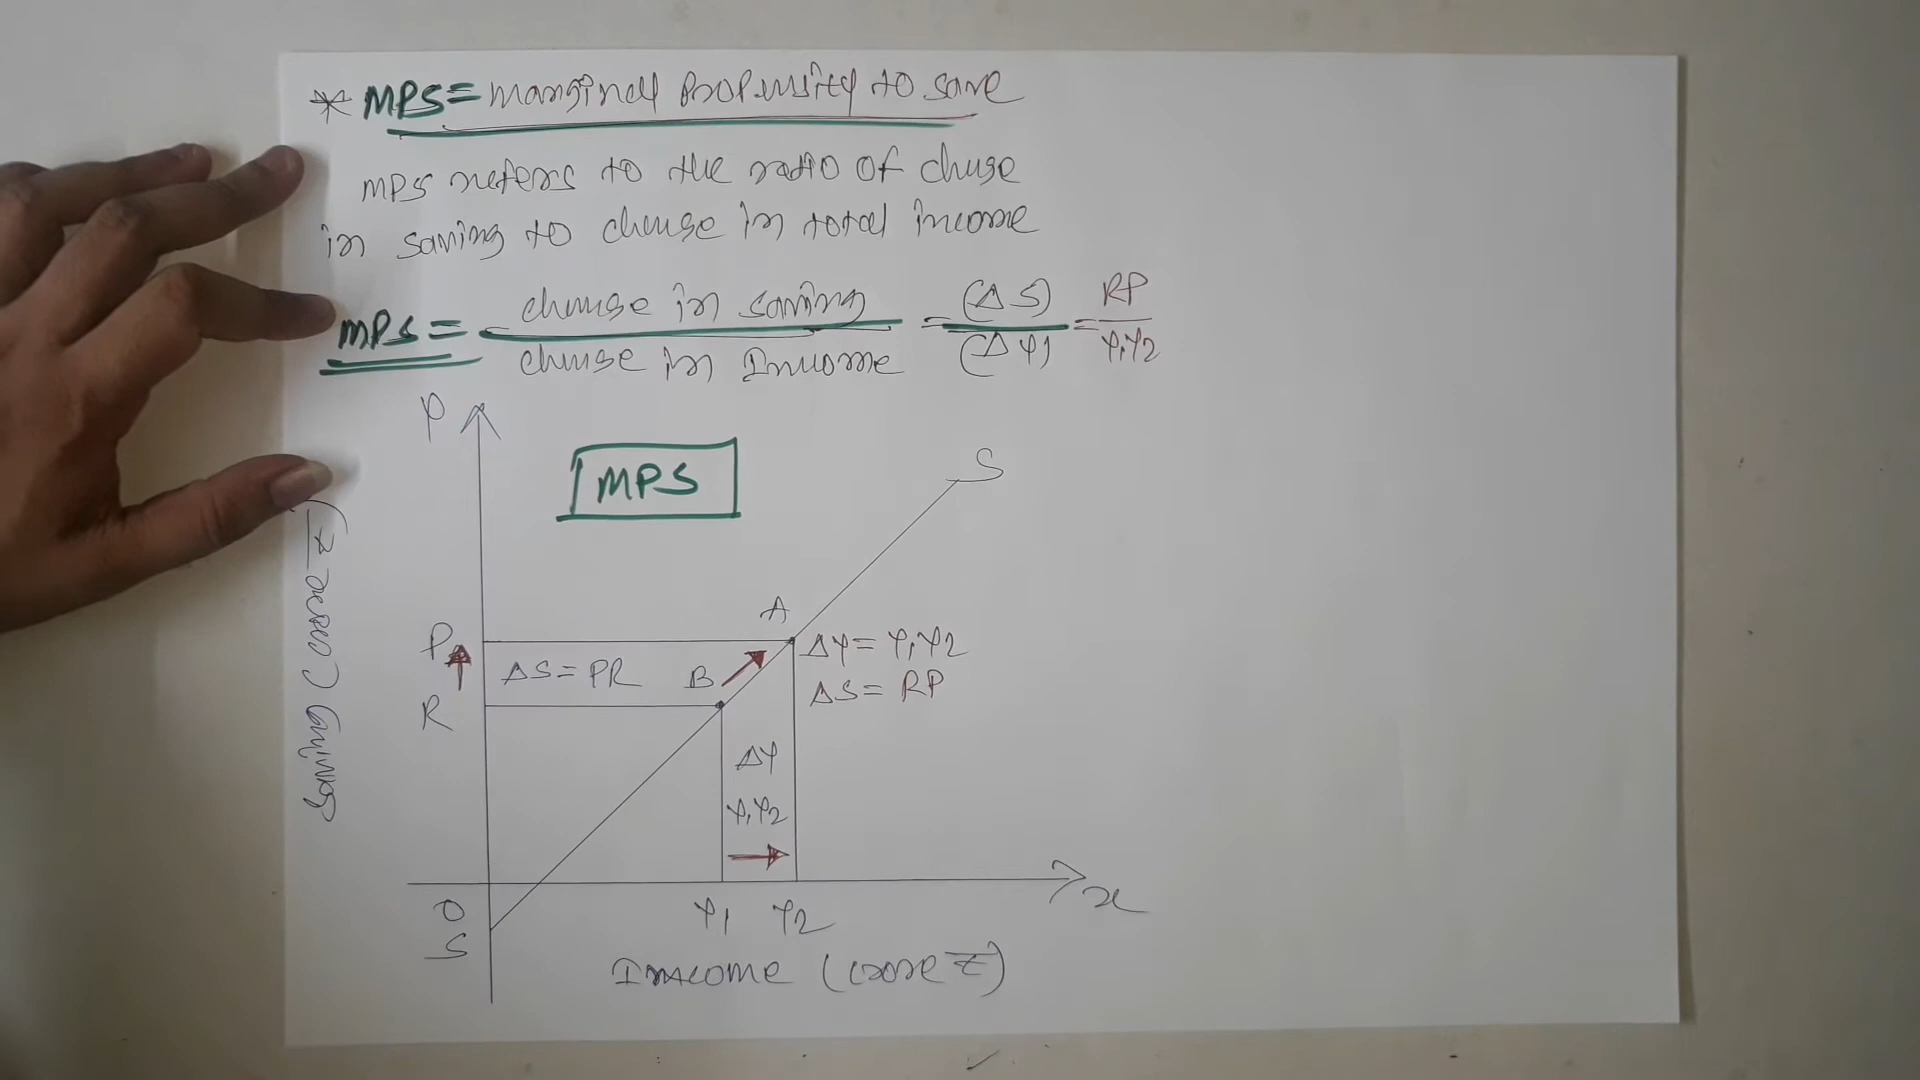 * MPS = marginal propensity to save
MPS refers to the ratio of change
in saving to change in total income
MPS = change in saving / change in Income = (ΔS) / (ΔY) = RP / Y1Y2
Y
MPS
S
A
P
ΔY = Y1Y2
ΔS = PR
B
ΔS = RP
R
Saving (crore ₹)
ΔY
Y1Y2
O
Y1 Y2
x
S
Income (crore ₹)